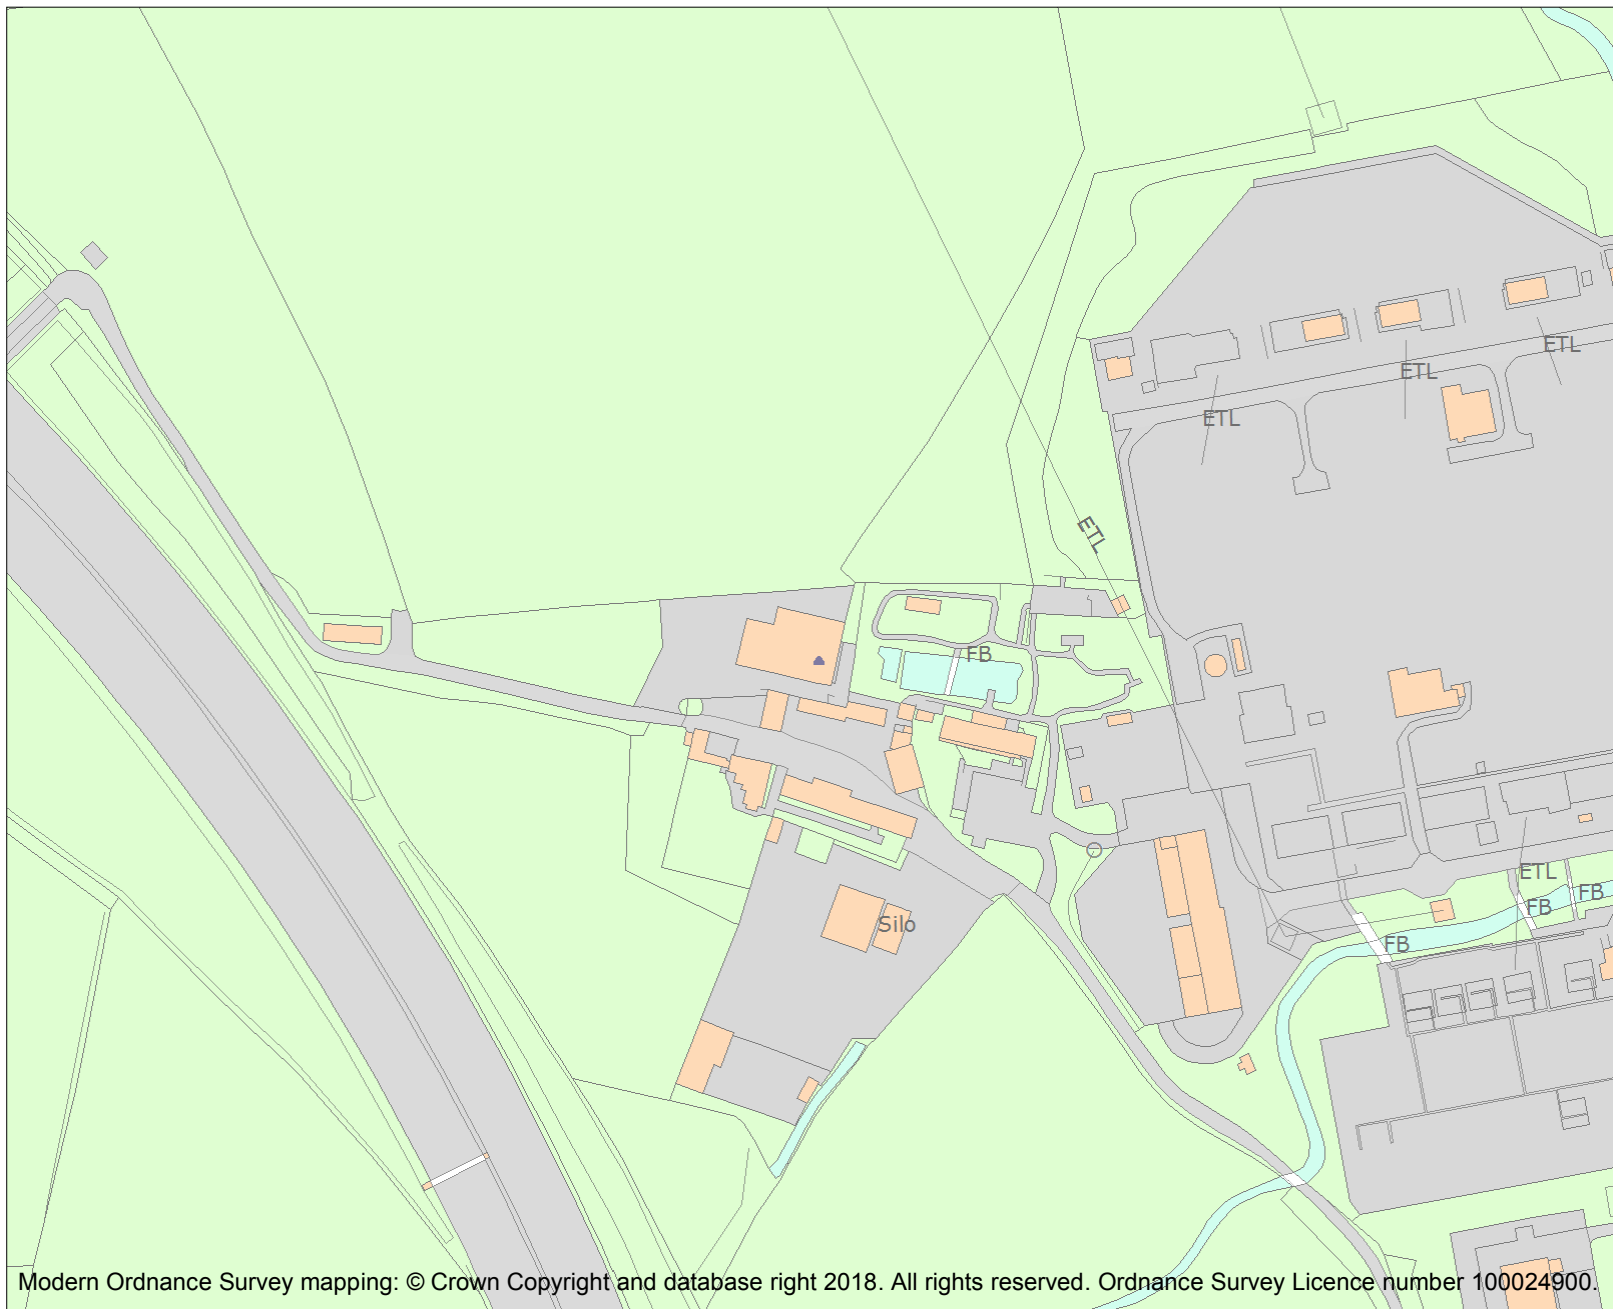 ETL
ETL
ETL
ETL
FB
ETL
FB
FB
Silo
FB
Modern Ordnance Survey mapping: © Crown Copyright and database right 2018. All rights reserved. Ordnance Survey Licence number 100024900.